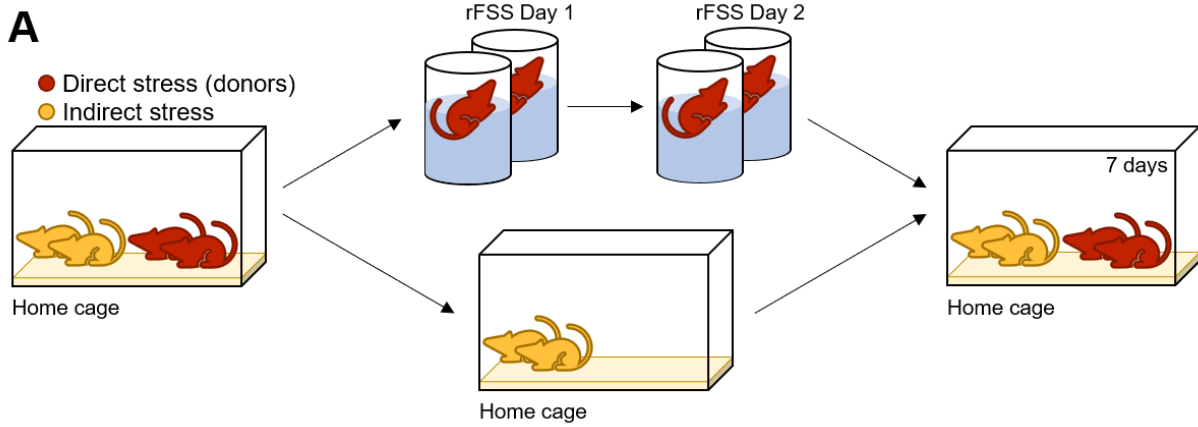 A
rFSS Day 1
rFSS Day 2
Direct stress (donors)
Indirect stress
7 days
Home cage
Home cage
Home cage